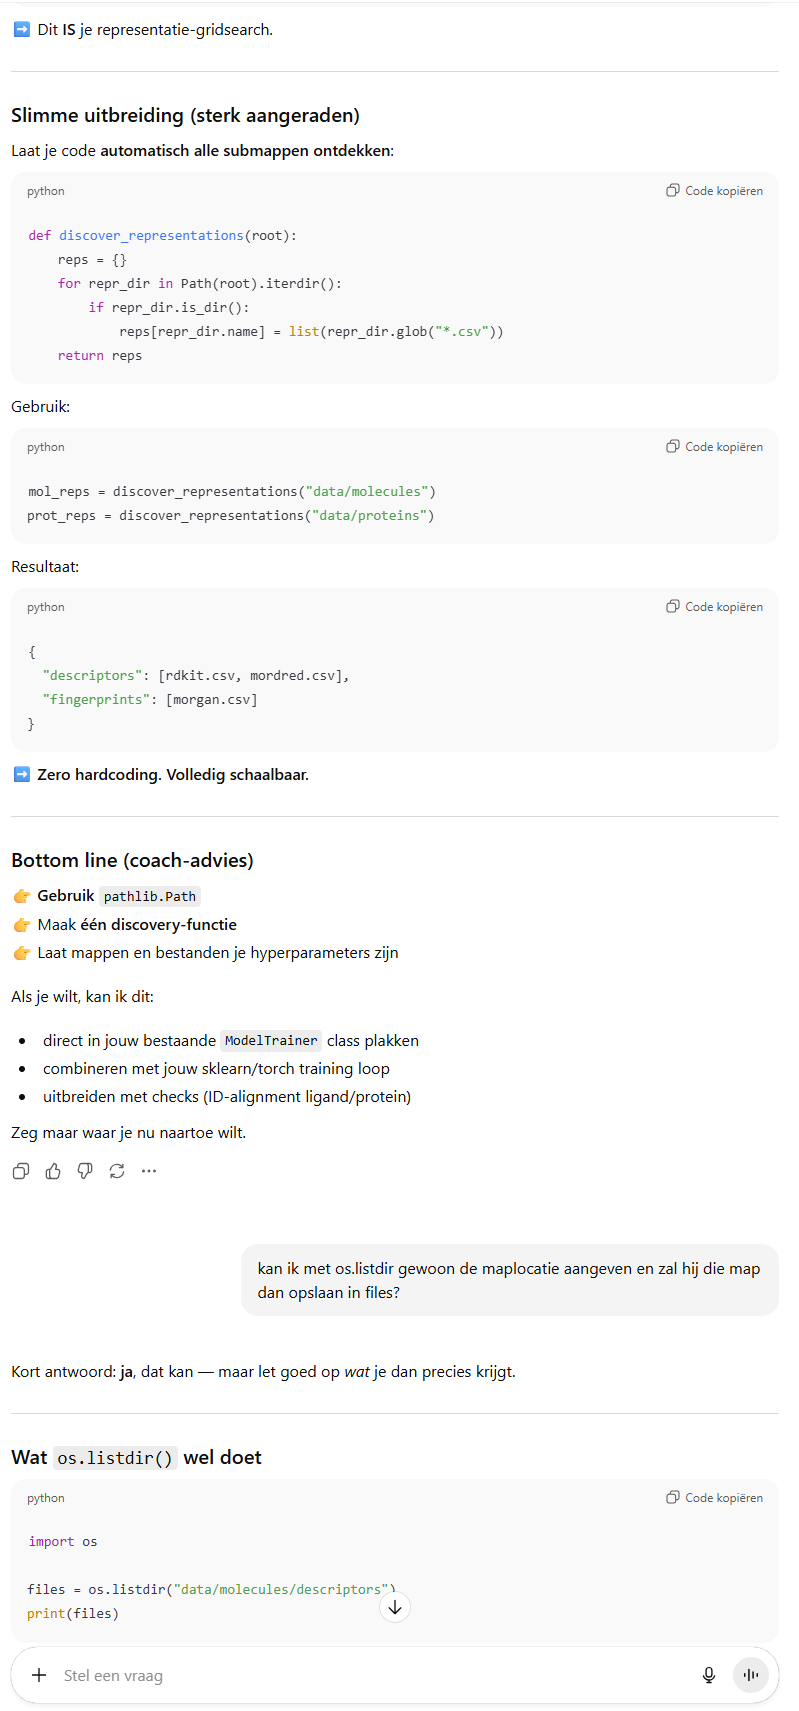 Dit IS je representatie-gridsearch.
Slimme uitbreiding (sterk aangeraden)
Laat je code automatisch alle submappen ontdekken:
python
Code kopiëren
def discover_representations(root):
    reps = {}
    for repr_dir in Path(root).iterdir():
        if repr_dir.is_dir():
            reps[repr_dir.name] = list(repr_dir.glob("*.csv"))
    return reps
Gebruik:
python
Code kopiëren
mol_reps = discover_representations("data/molecules")
prot_reps = discover_representations("data/proteins")
Resultaat:
python
Code kopiëren
{
  "descriptors": [rdkit.csv, mordred.csv],
  "fingerprints": [morgan.csv]
}
Zero hardcoding. Volledig schaalbaar.
Bottom line (coach-advies)
Gebruik pathlib.Path
Maak één discovery-functie
Laat mappen en bestanden je hyperparameters zijn
Als je wilt, kan ik dit:
direct in jouw bestaande ModelTrainer class plakken
combineren met jouw sklearn/torch training loop
uitbreiden met checks (ID-alignment ligand/protein)
Zeg maar waar je nu naartoe wilt.
kan ik met os.listdir gewoon de maplocatie aangeven en zal hij die map
dan opslaan in files?
Kort antwoord: ja, dat kan — maar let goed op wat je dan precies krijgt.
Wat os.listdir() wel doet
python
Code kopiëren
import os
files = os.listdir("data/molecules/descriptors")
print(files)
Stel een vraag